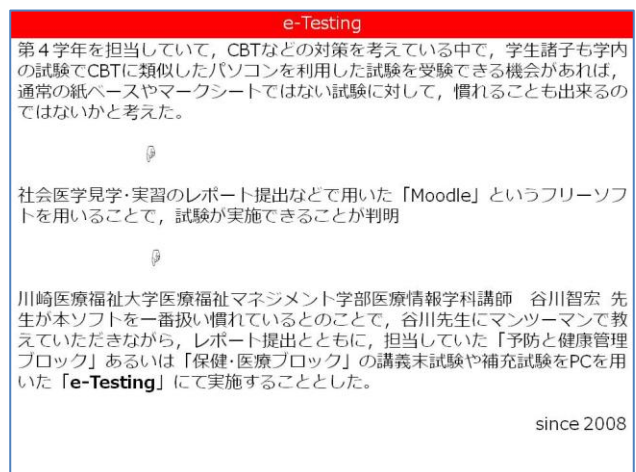 e-Testing
第４学年を担当していて，CBTなどの対策を考えている中で，学生諸子も学内
の試験でCBTに類似したパソコンを利用した試験を受験できる機会があれば，
通常の紙ベースやマークシートではない試験に対して，慣れることも出来るの
ではないかと考えた。
社会医学見学・実習のレポート提出などで用いた「Moodle」というフリーソフ
トを用いることで，試験が実施できることが判明
川崎医療福祉大学医療福祉マネジメント学部医療情報学科講師　谷川智宏 先
生が本ソフトを一番扱い慣れているとのことで，谷川先生にマンツーマンで教
えていただきながら，レポート提出とともに，担当していた「予防と健康管理
ブロック」あるいは「保健・医療ブロック」の講義末試験や補充試験をPCを用
いた「e-Testing」にて実施することとした。
since 2008